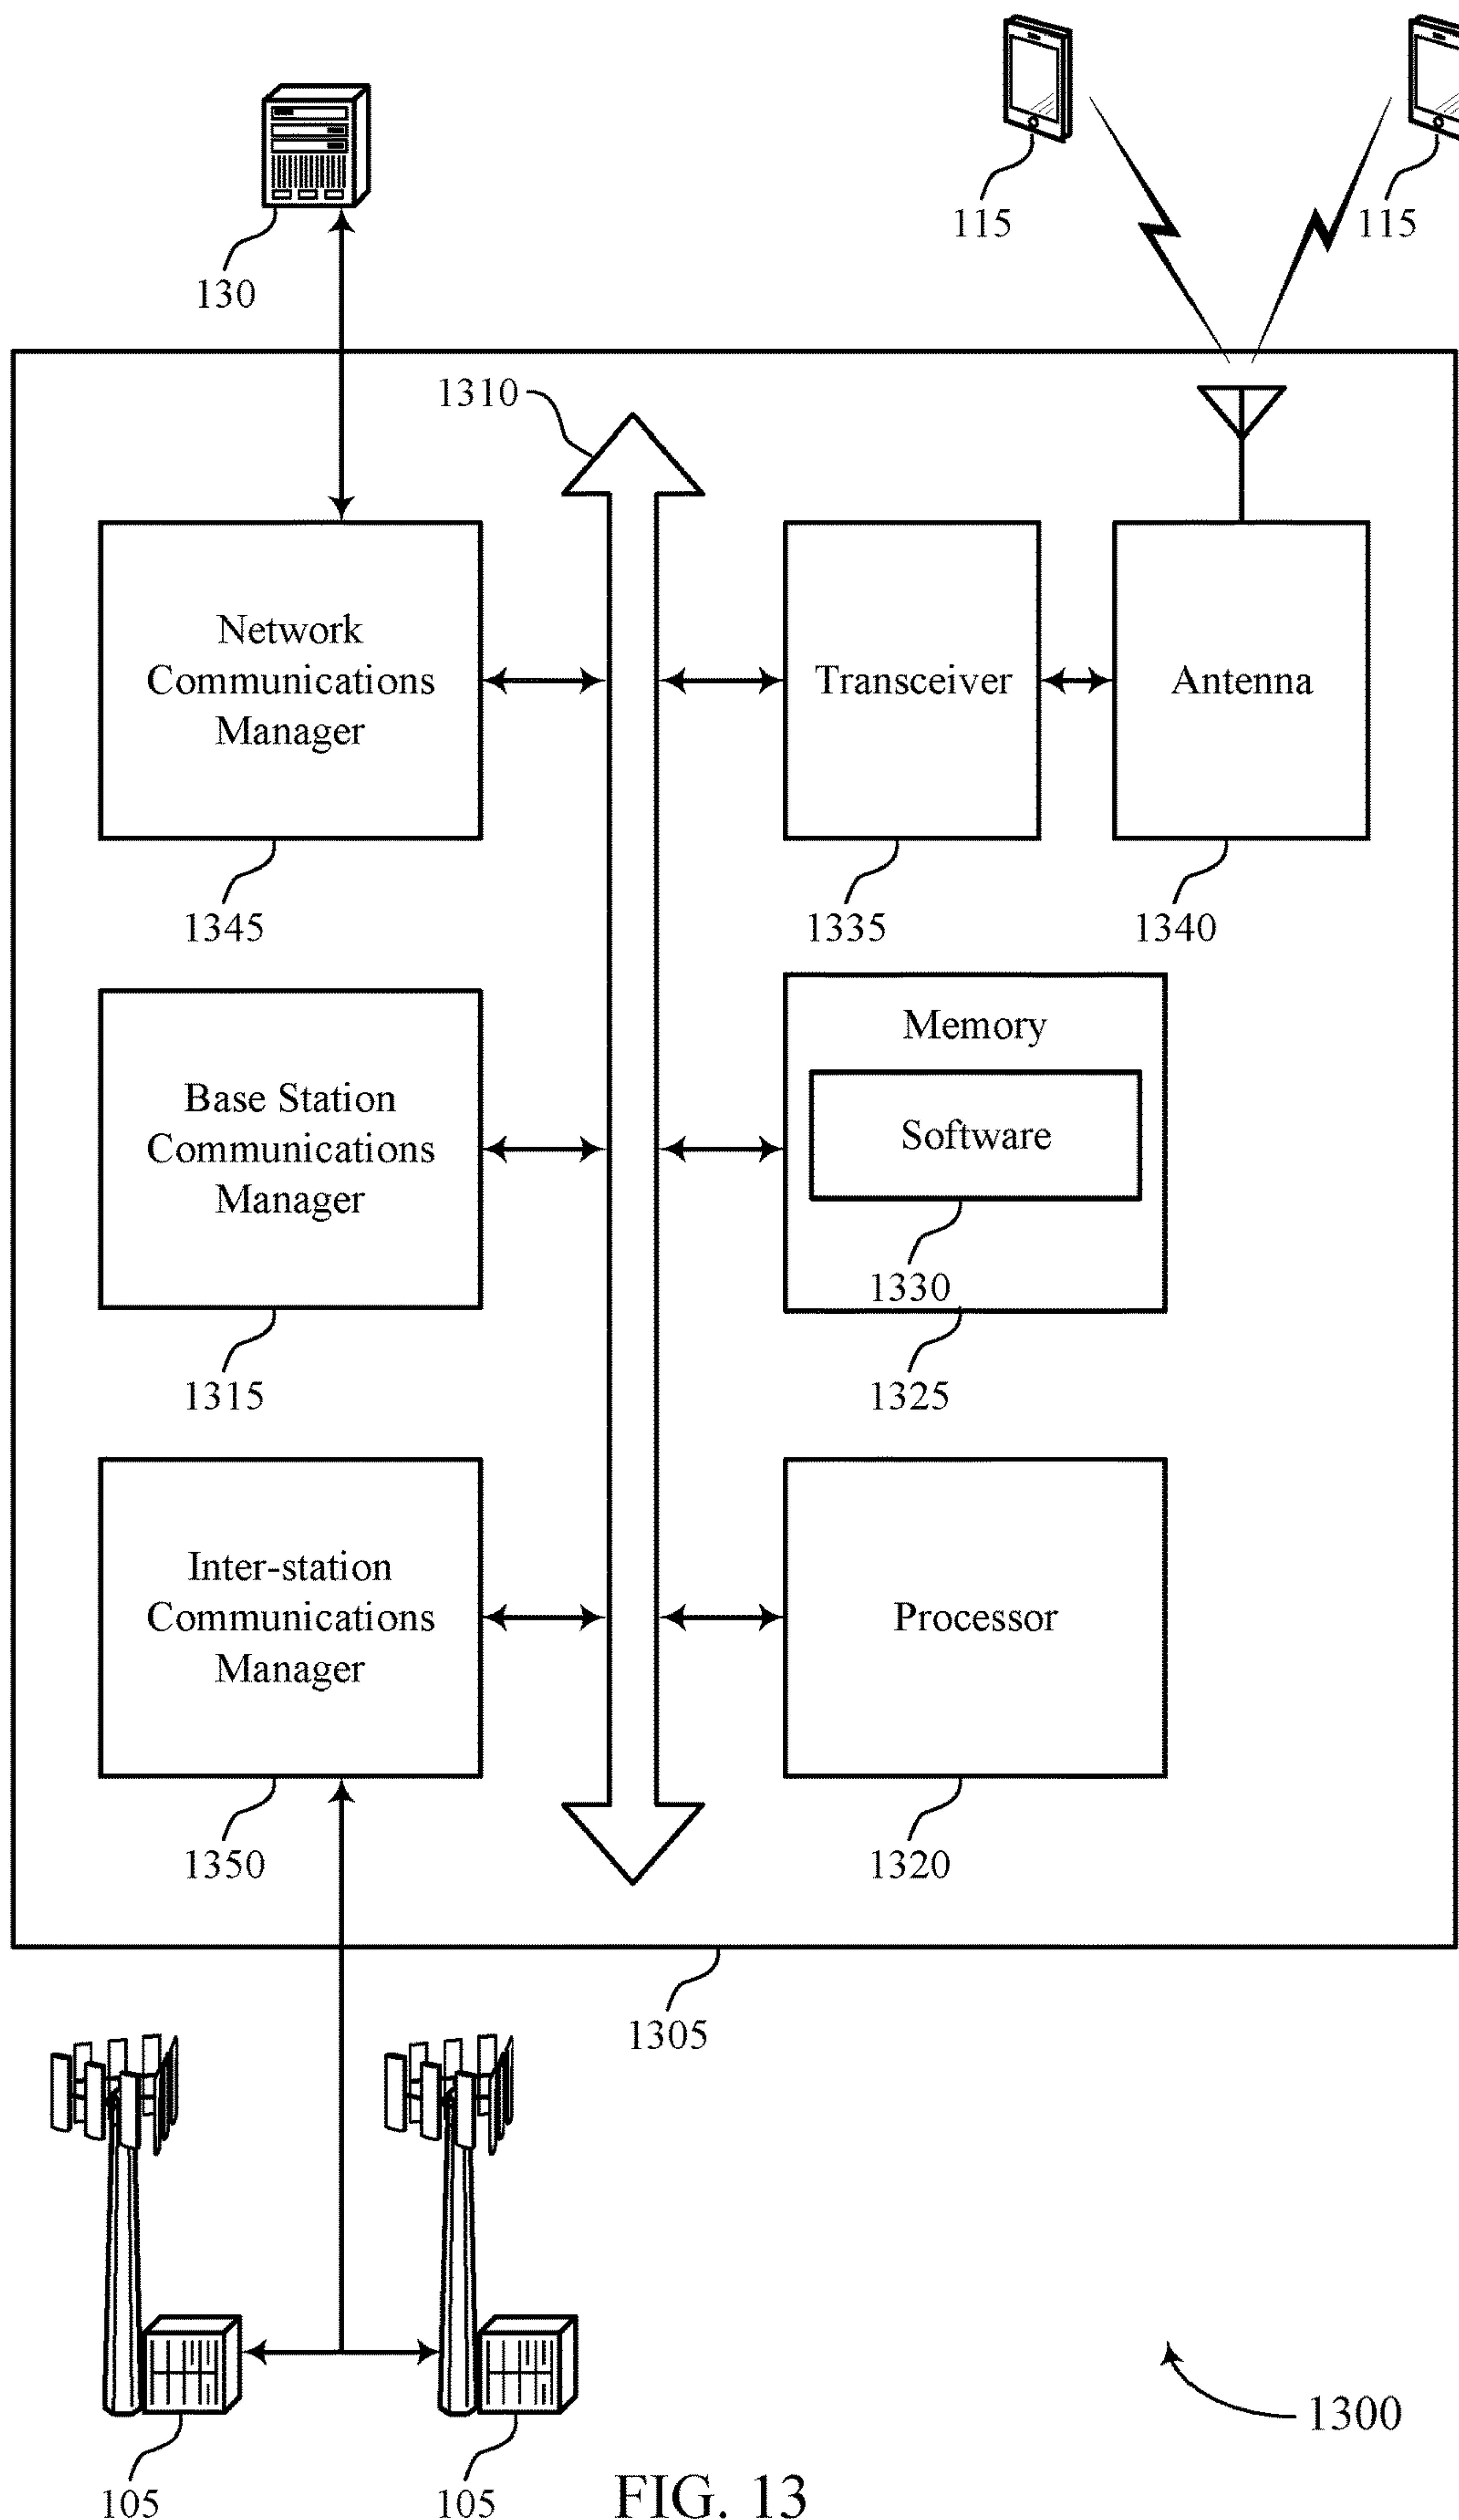 115
115
130
1310
Network
Communications
Manager
Transceiver
Antenna
1345
1335
1340
Base Station
Communications
Manager
Memory
Software
1330
1315
1325
Inter-station
Communications
Manager
Processor
1350
1320
1305
1300
105
105
FIG. 13